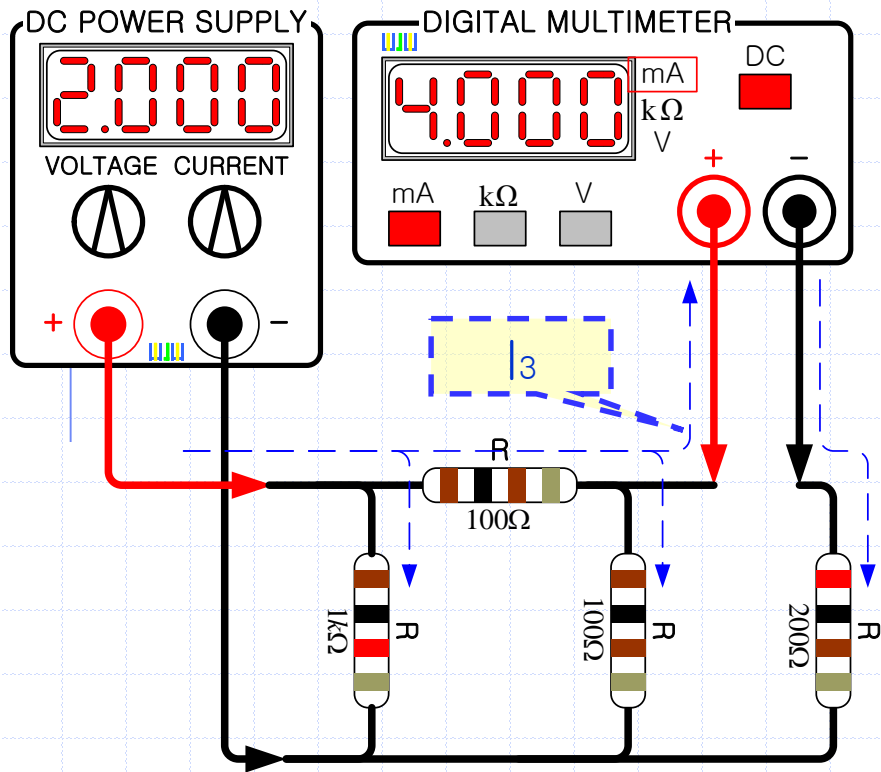 DC POWER SUPPLY
2.000
VOLTAGE CURRENT
+ −
DIGITAL MULTIMETER
4.000
mA
kΩ
V
DC
mA kΩ V
+ −
I3
R
100Ω
1kΩ
R
100Ω
R
200Ω
R